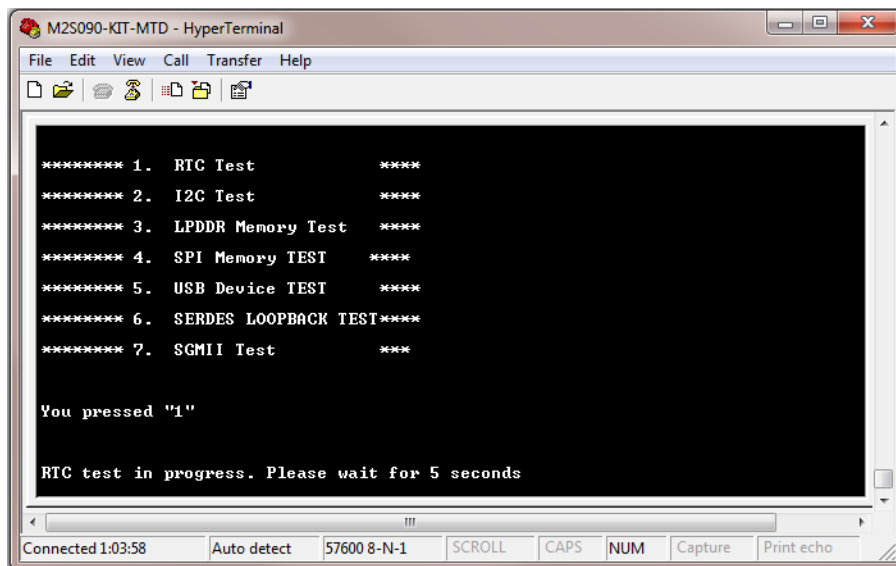 M2S090-KIT-MTD - HyperTerminal
File Edit View Call Transfer Help
******** 1. RTC Test ****
******** 2. I2C Test ****
******** 3. LPDDR Memory Test ****
******** 4. SPI Memory TEST ****
******** 5. USB Device TEST ****
******** 6. SERDES LOOPBACK TEST****
******** 7. SGMII Test ***
You pressed "1"
RTC test in progress. Please wait for 5 seconds
Connected 1:03:58 Auto detect 57600 8-N-1 SCROLL CAPS NUM Capture Print echo